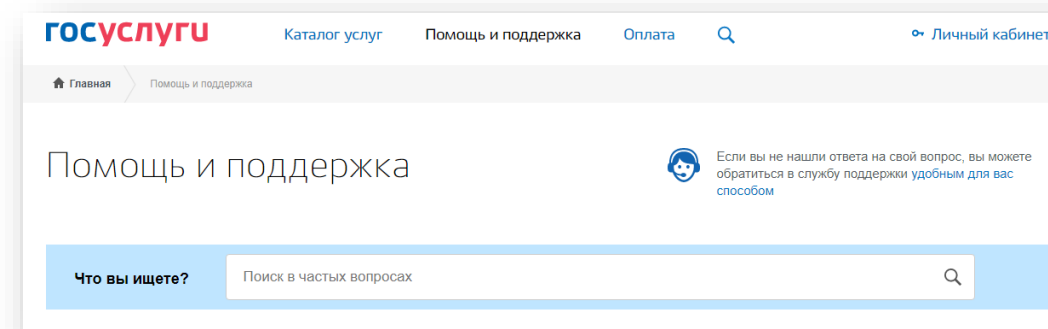 госуслуги Каталог услуг Помощь и поддержка Оплата Личный кабинет
Главная Помощь и поддержка
Помощь и поддержка
Если вы не нашли ответа на свой вопрос, вы можете
обратиться в службу поддержки удобным для вас
способом
Что вы ищете? Поиск в частых вопросах